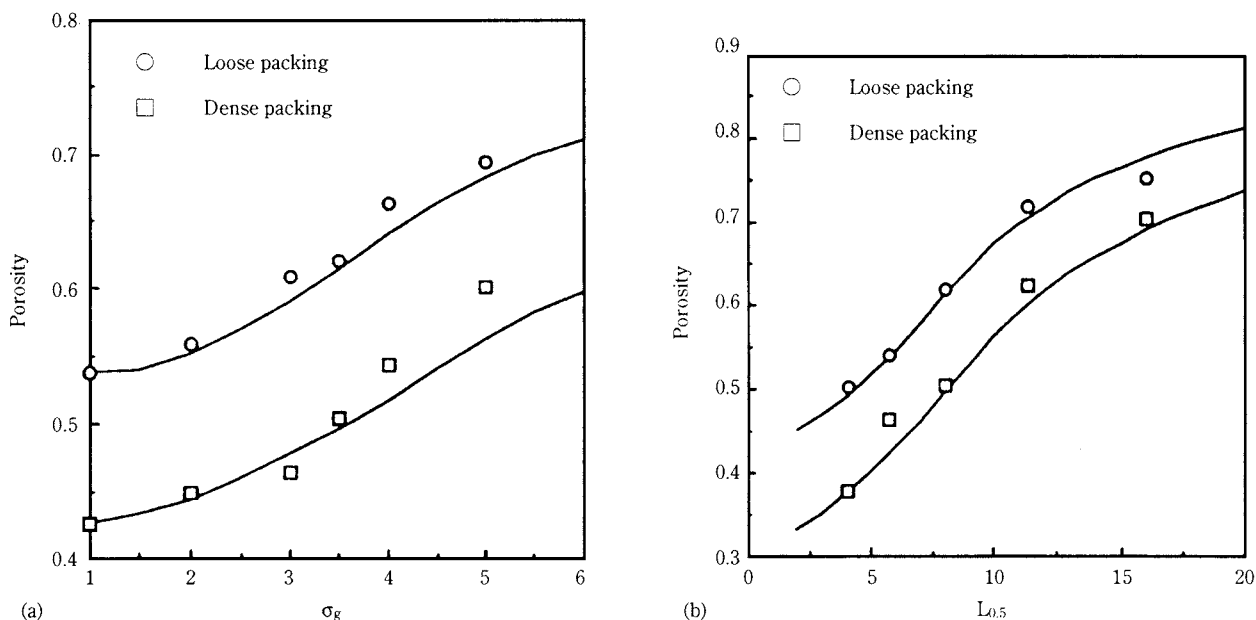 0.8
0.7
0.6
0.5
0.4
Porosity
Loose packing
Dense packing
1 2 3 4 5 6
σg
(a)
0.9
0.8
0.7
0.6
0.5
0.4
0.3
Porosity
Loose packing
Dense packing
0 5 10 15 20
L0.5
(b)